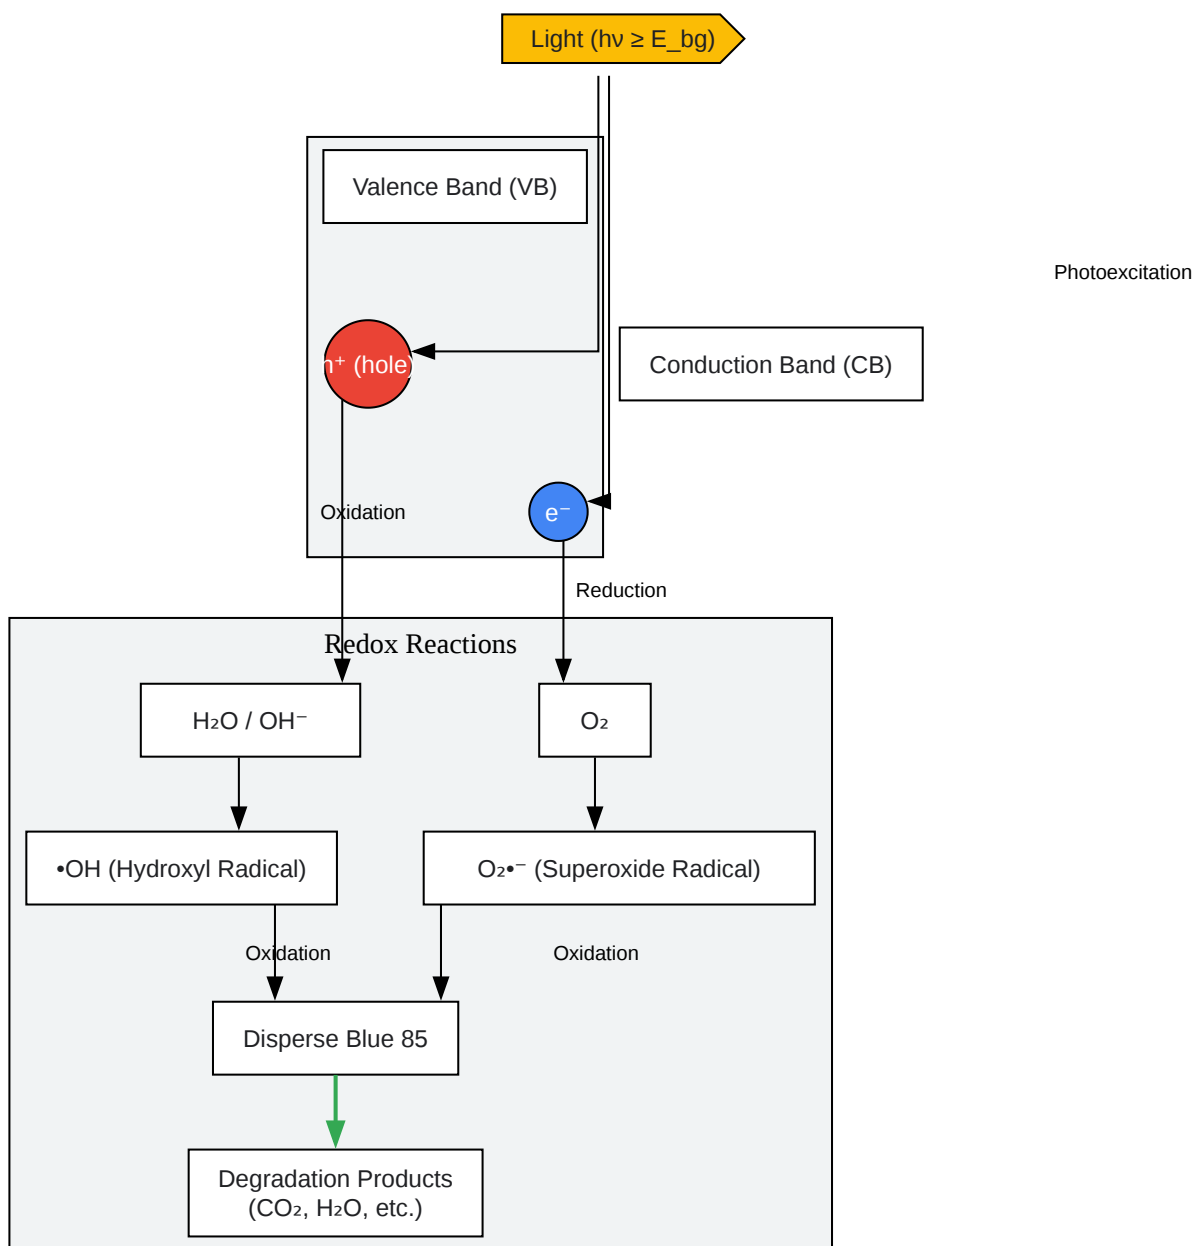 Light (hν ≥ E_bg)
Valence Band (VB)
Photoexcitation
h⁺ (hole)
Conduction Band (CB)
Oxidation
e⁻
Reduction
Redox Reactions
H₂O / OH⁻
O₂
•OH (Hydroxyl Radical)
O₂•⁻ (Superoxide Radical)
Oxidation
Oxidation
Disperse Blue 85
Degradation Products
(CO₂, H₂O, etc.)